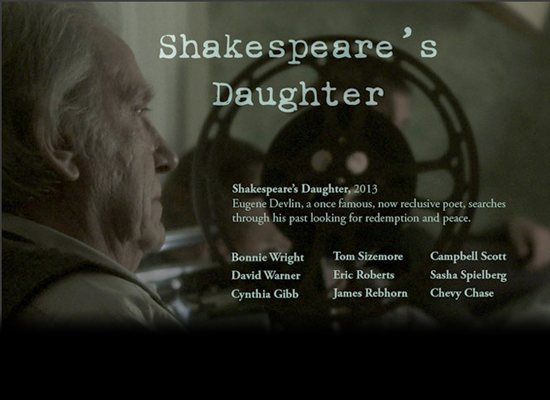 Shakespeare's
Daughter
Shakespeare's Daughter, 2013
Eugene Devlin, a once famous, now reclusive poet, searches
through his past looking for redemption and peace.
Bonnie Wright Tom Sizemore Campbell Scott
David Warner Eric Roberts Sasha Spielberg
Cynthia Gibb James Rebhorn Chevy Chase